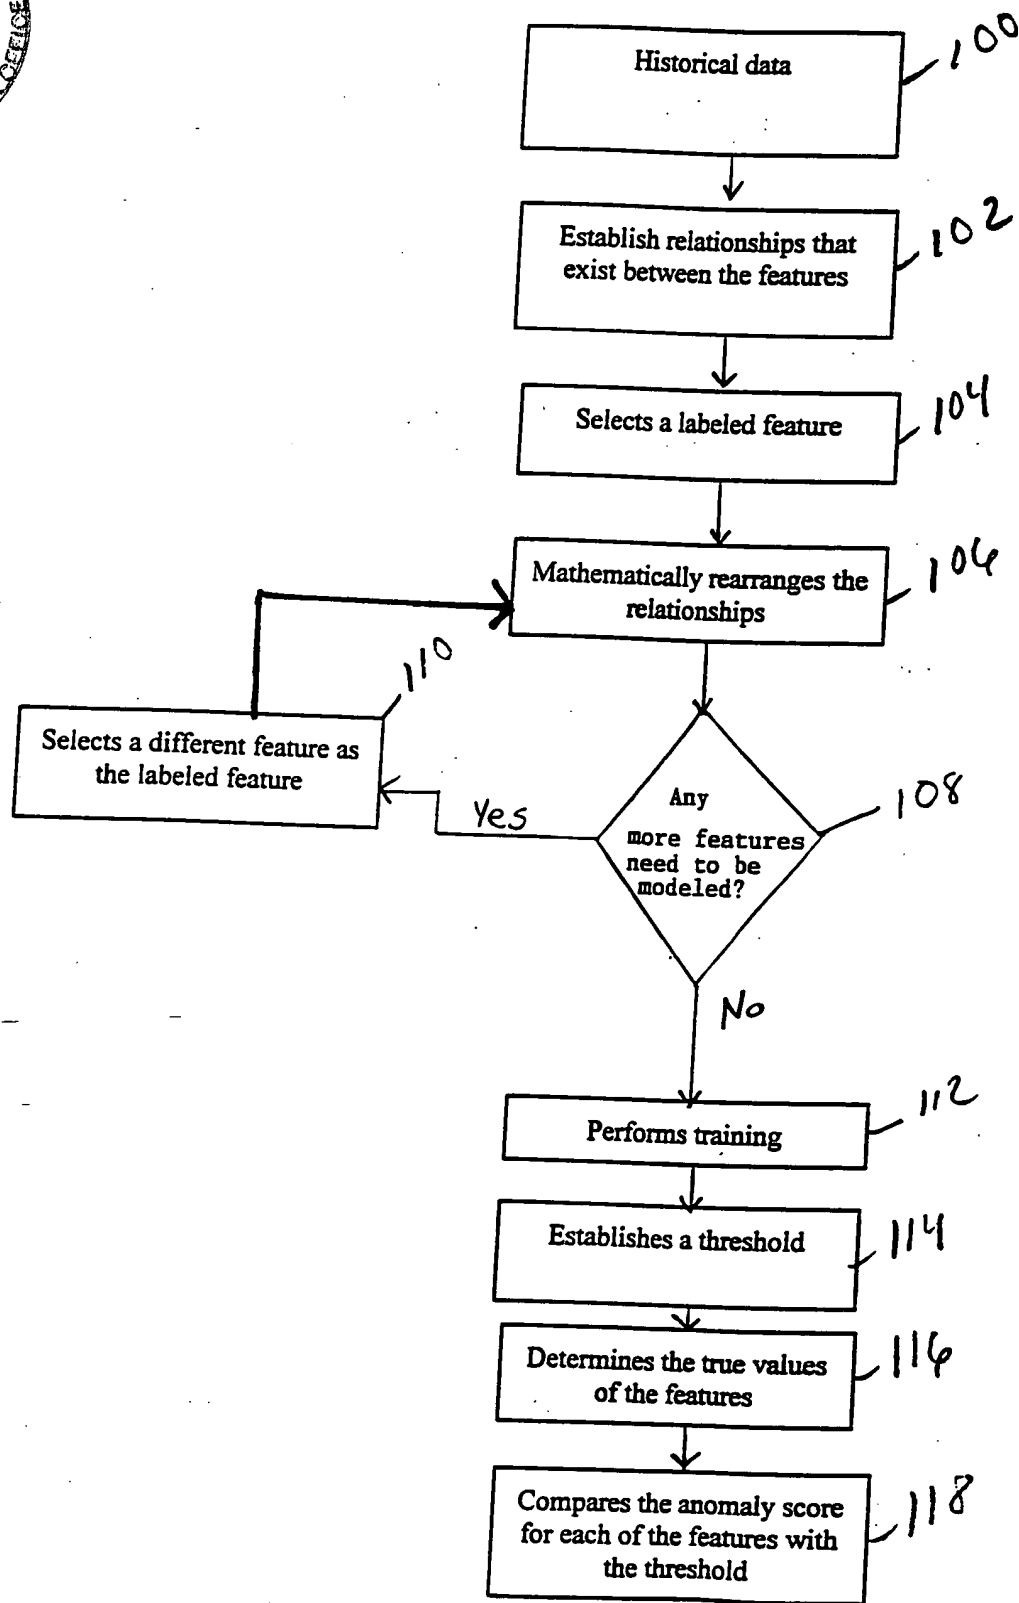 OFFICE
Historical data
100
Establish relationships that
exist between the features
102
Selects a labeled feature
104
Mathematically rearranges the
relationships
106
110
Selects a different feature as
the labeled feature
Yes
Any
more features
need to be
modeled?
108
No
Performs training
112
Establishes a threshold
114
Determines the true values
of the features
116
Compares the anomaly score
for each of the features with
the threshold
118